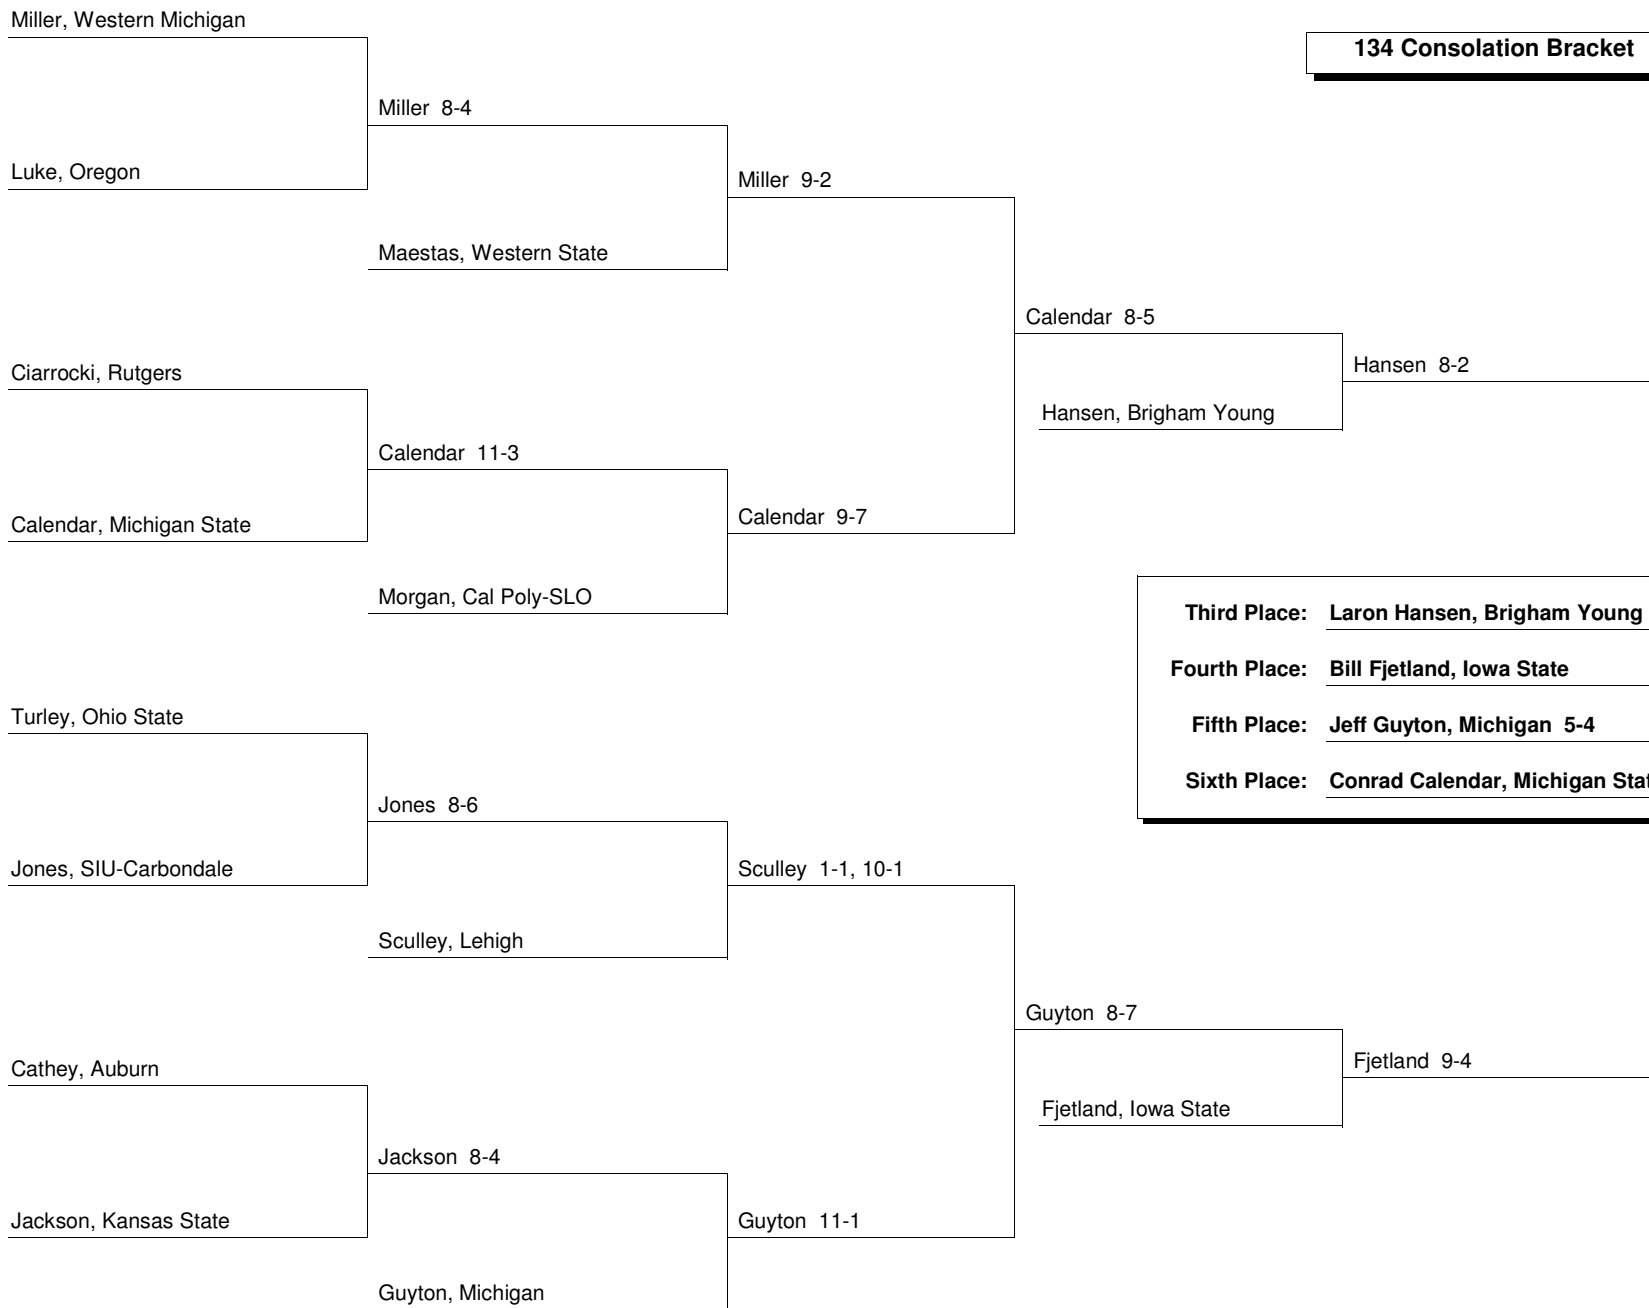 Miller, Western Michigan
134 Consolation Bracket
Miller 8-4
Luke, Oregon
Miller 9-2
Maestas, Western State
Calendar 8-5
Ciarrocki, Rutgers
Hansen 8-2
Hansen, Brigham Young
Calendar 11-3
Calendar, Michigan State
Calendar 9-7
Morgan, Cal Poly-SLO
Third Place: Laron Hansen, Brigham Young
Fourth Place: Bill Fjetland, Iowa State
Turley, Ohio State
Fifth Place: Jeff Guyton, Michigan 5-4
Sixth Place: Conrad Calendar, Michigan Stat
Jones 8-6
Jones, SIU-Carbondale
Sculley 1-1, 10-1
Sculley, Lehigh
Guyton 8-7
Cathey, Auburn
Fjetland 9-4
Fjetland, Iowa State
Jackson 8-4
Jackson, Kansas State
Guyton 11-1
Guyton, Michigan